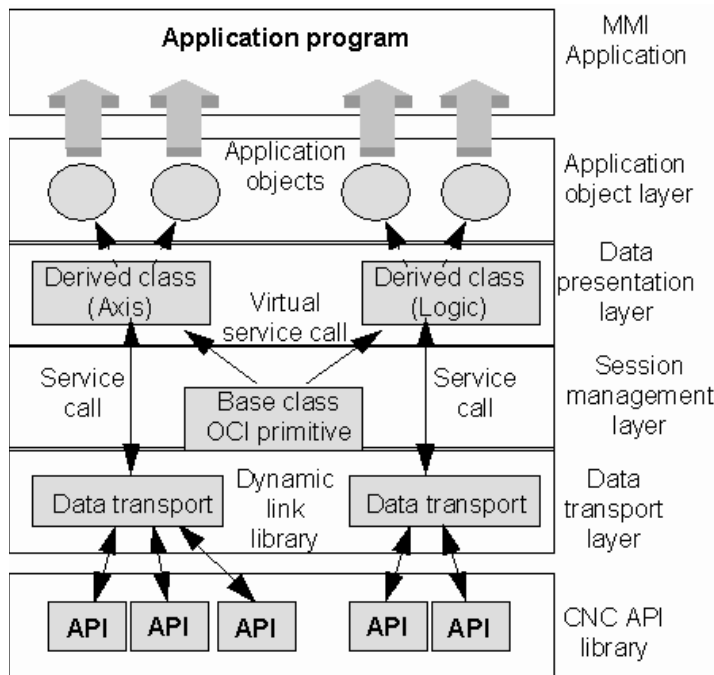 Application program
MMI
Application
Application
objects
Application
object layer
Derived class
(Axis)
Virtual
service call
Derived class
(Logic)
Data
presentation
layer
Service
call
Base class
OCI primitive
Service
call
Session
management
layer
Data transport
Dynamic
link
library
Data transport
Data
transport
layer
API
API
API
API
API
CNC API
library